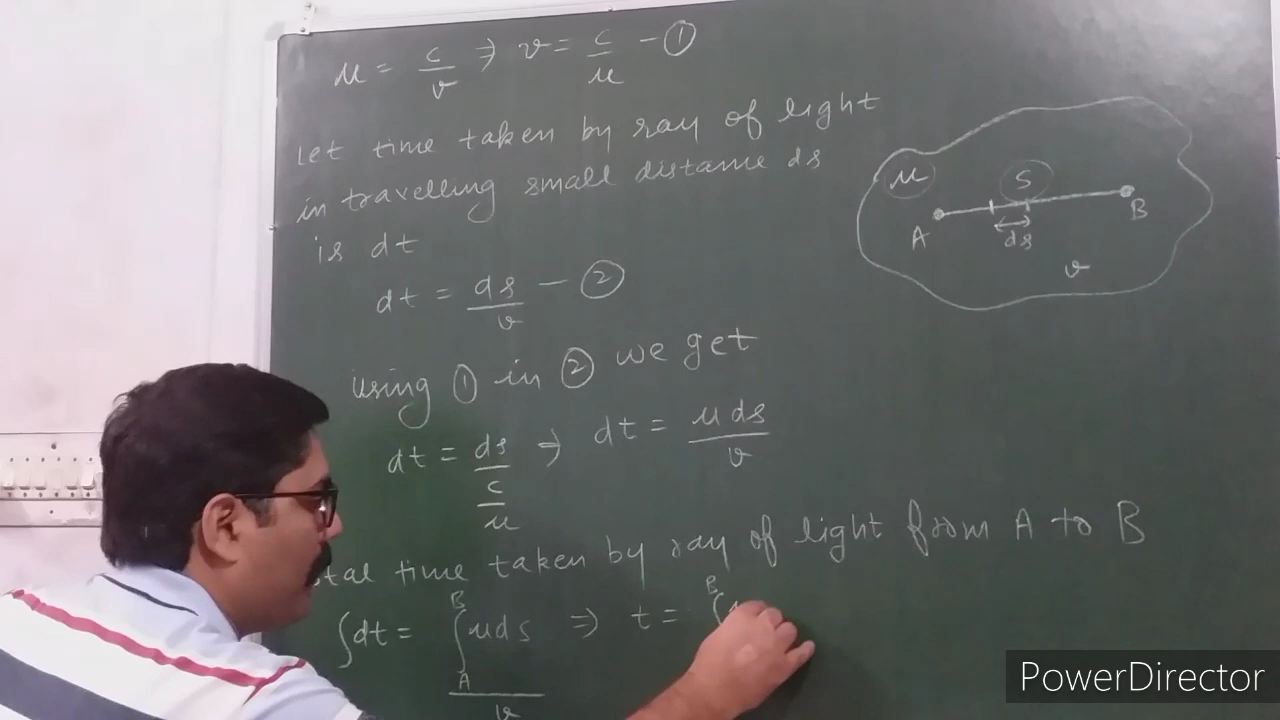 μ = c/v ⇒ v = c/μ - ①
Let time taken by ray of light
in travelling small distance ds
is dt
dt = ds/v - ②
Using ① in ② we get
dt = ds/(c/μ) → dt = μ ds/v
time taken by ray of light from A to B
∫dt = ∫_A^B μds/v ⇒ t = ∫^B
μ
S
A
B
ds
v
PowerDirector